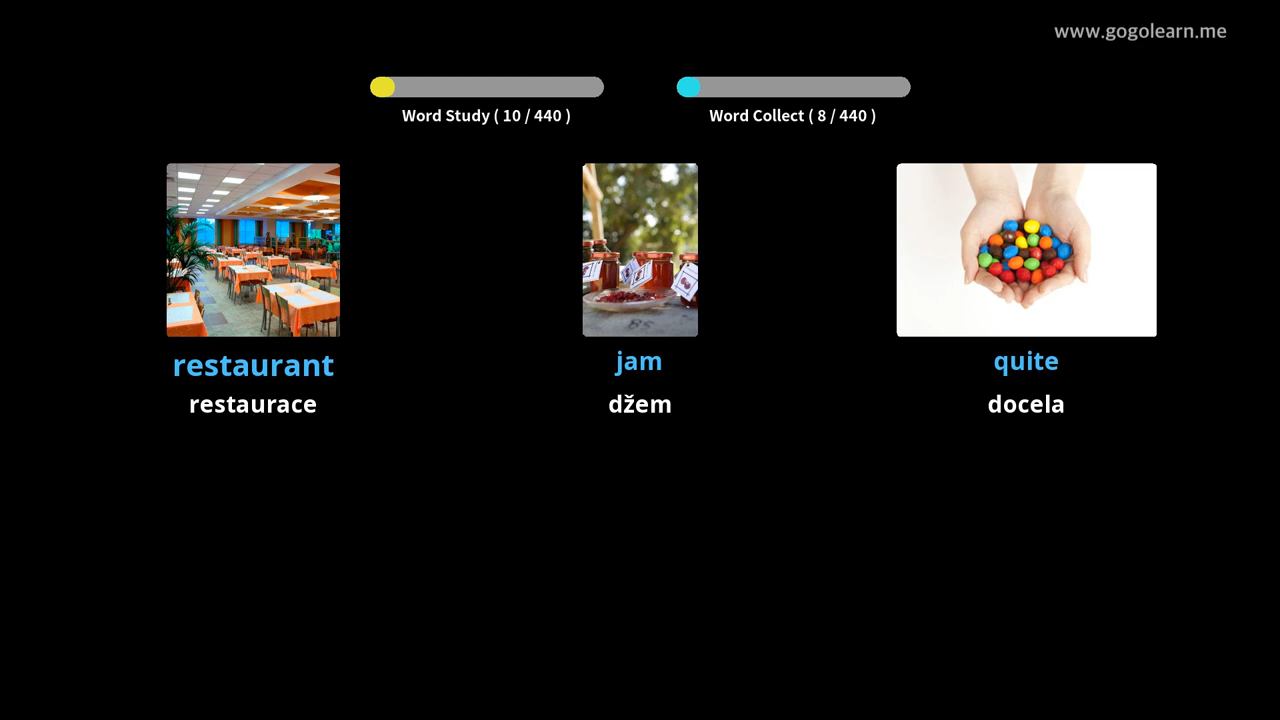 www.gogolearn.me
Word Study ( 10 / 440 )
Word Collect ( 8 / 440 )
restaurant
restaurace
jam
džem
quite
docela